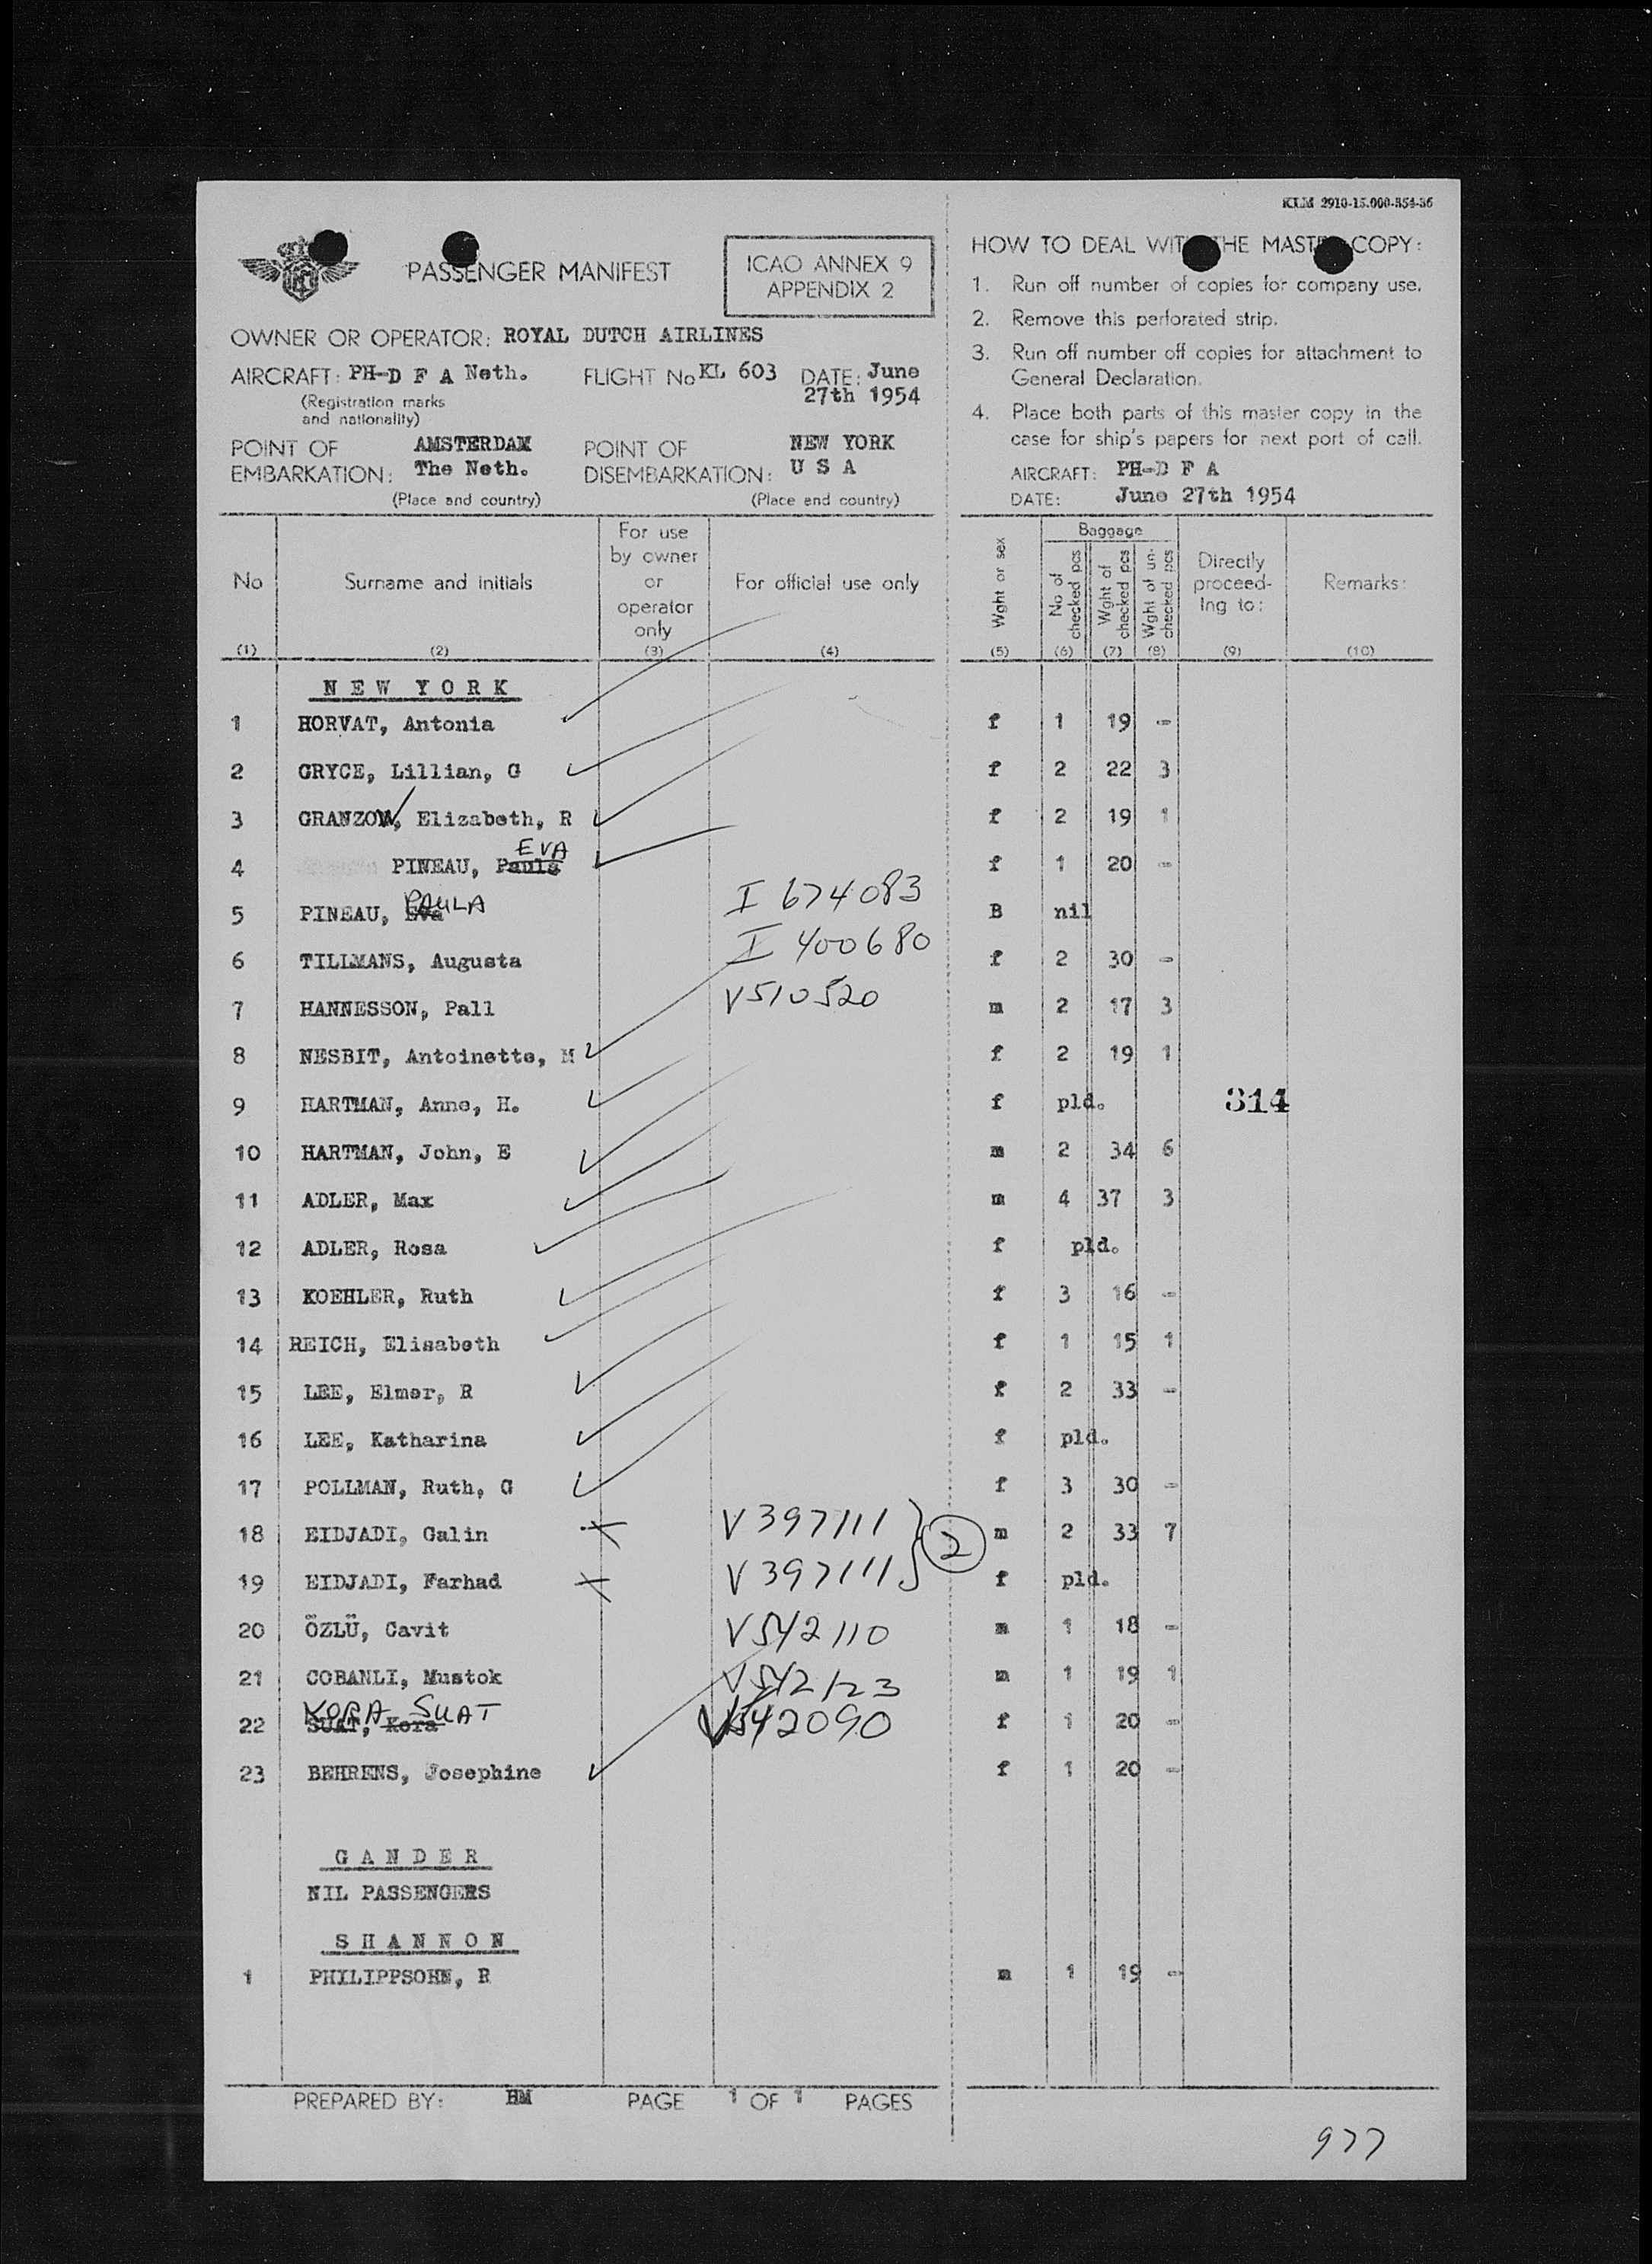 KLM 2910-15.000-354-36
PASSENGER MANIFEST
ICAO ANNEX 9
APPENDIX 2
OWNER OR OPERATOR: ROYAL DUTCH AIRLINES
AIRCRAFT: PH-D F A Neth. FLIGHT No KL 603 DATE: June 27th 1954
(Registration marks
and nationality)
POINT OF EMBARKATION: AMSTERDAM The Neth.
(Place and country)
POINT OF DISEMBARKATION: NEW YORK U S A
(Place and country)
HOW TO DEAL WITH THE MASTER COPY:
1. Run off number of copies for company use.
2. Remove this perforated strip.
3. Run off number off copies for attachment to
General Declaration.
4. Place both parts of this master copy in the
case for ship's papers for next port of call.
AIRCRAFT: PH-D F A
DATE: June 27th 1954
No (1)
Surname and initials (2)
For use by owner or operator only (3)
For official use only (4)
Wght or sex (5)
Baggage
No of checked pcs (6)
Wght of checked pcs (7)
Wght of un-checked pcs (8)
Directly proceed-ing to: (9)
Remarks: (10)
NEW YORK
1 HORVAT, Antonia f 1 19 -
2 GRYCE, Lillian, G f 2 22 3
3 GRANZOW, Elizabeth, R f 2 19 1
4 PINEAU, Paula EVA f 1 20 -
5 PINEAU, Eva PAULA I 674083 B nil
6 TILLMANS, Augusta I 400680 f 2 30 -
7 HANNESSON, Pall V510520 m 2 17 3
8 NESBIT, Antoinette, M f 2 19 1
9 HARTMAN, Anne, H. f pld. 314
10 HARTMAN, John, E m 2 34 6
11 ADLER, Max m 4 37 3
12 ADLER, Rosa f pld.
13 KOEHLER, Ruth f 3 16 -
14 REICH, Elisabeth f 1 15 1
15 LEE, Elmer, R f 2 33 -
16 LEE, Katharina f pld.
17 POLLMAN, Ruth, G f 3 30 -
18 EIDJADI, Galin V 397111 2 m 2 33 7
19 EIDJADI, Farhad V 397111 f pld.
20 ÖZLÜ, Cavit V542110 m 1 18 -
21 COBANLI, Mustok V542123 m 1 19 1
22 SUAT, Kora KORA SUAT V542090 f 1 20 -
23 BEHRENS, Josephine f 1 20 -
GANDER
NIL PASSENGERS
SHANNON
1 PHILIPPSOHN, R m 1 19 -
PREPARED BY: HM PAGE 1 OF 1 PAGES
977